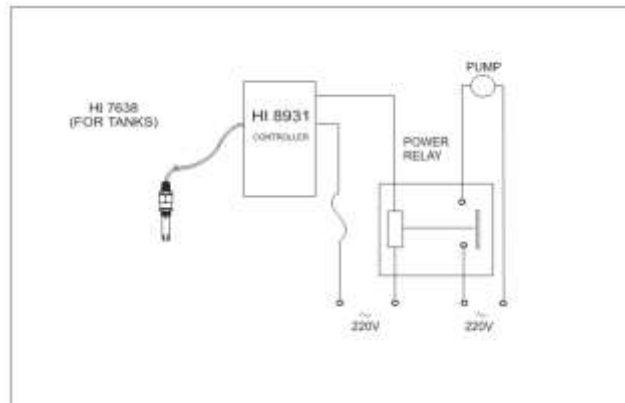 HI 7638
(FOR TANKS)
HI 8931
CONTROLLER
PUMP
POWER
RELAY
~
220V
~
220V